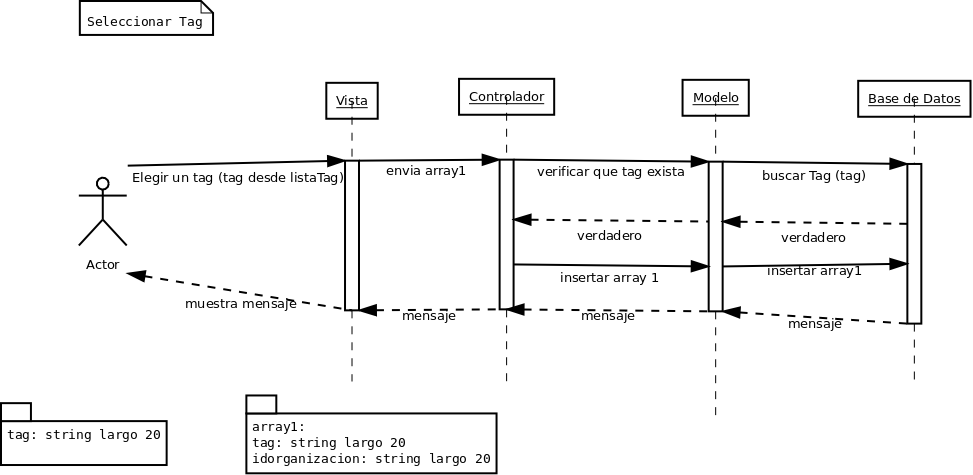 Seleccionar Tag
Vista
Controlador
Modelo
Base de Datos
Elegir un tag (tag desde listaTag)
envia array1
verificar que tag exista
buscar Tag (tag)
verdadero
verdadero
Actor
insertar array 1
insertar array1
muestra mensaje
mensaje
mensaje
mensaje
tag: string largo 20
array1:
tag: string largo 20
idorganizacion: string largo 20